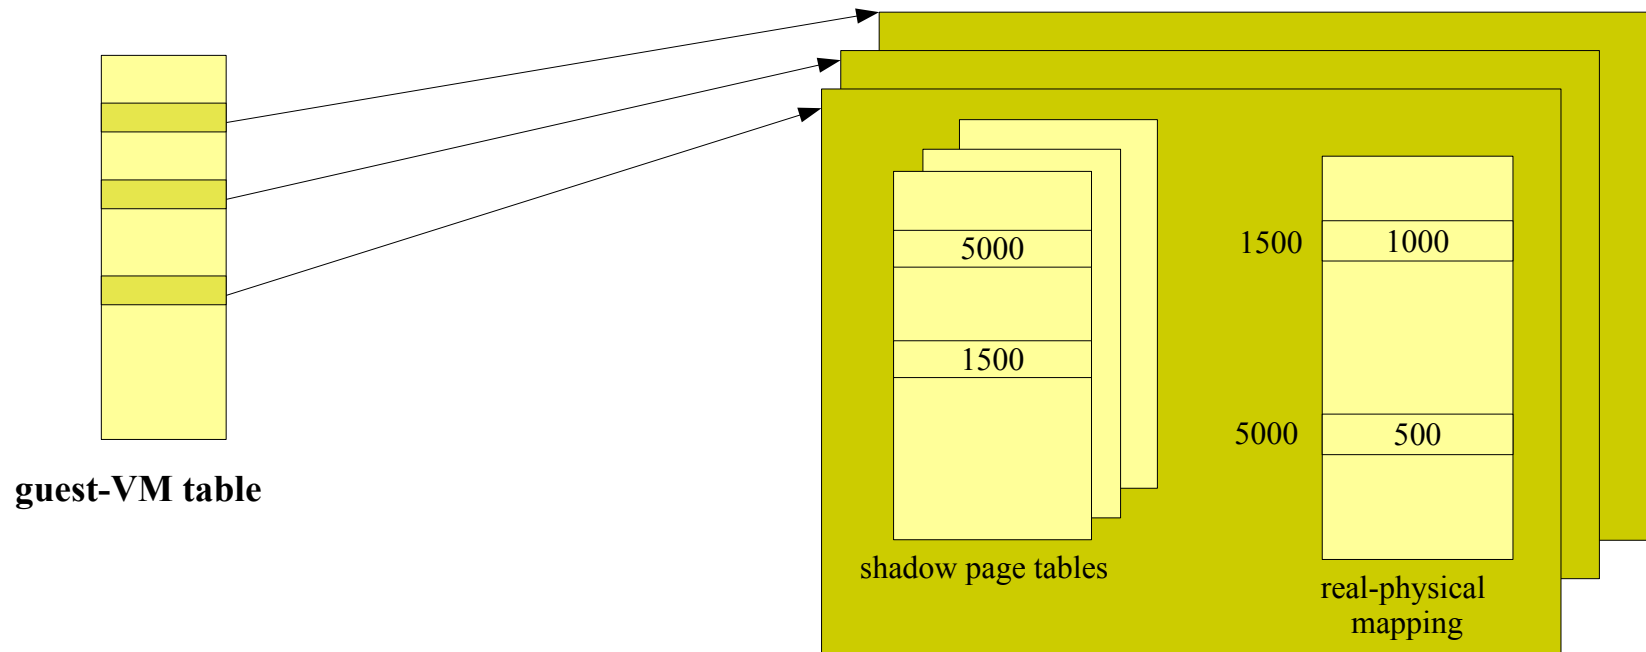 5000
1500
1500
1000
5000
500
guest-VM table
shadow page tables
real-physical
mapping